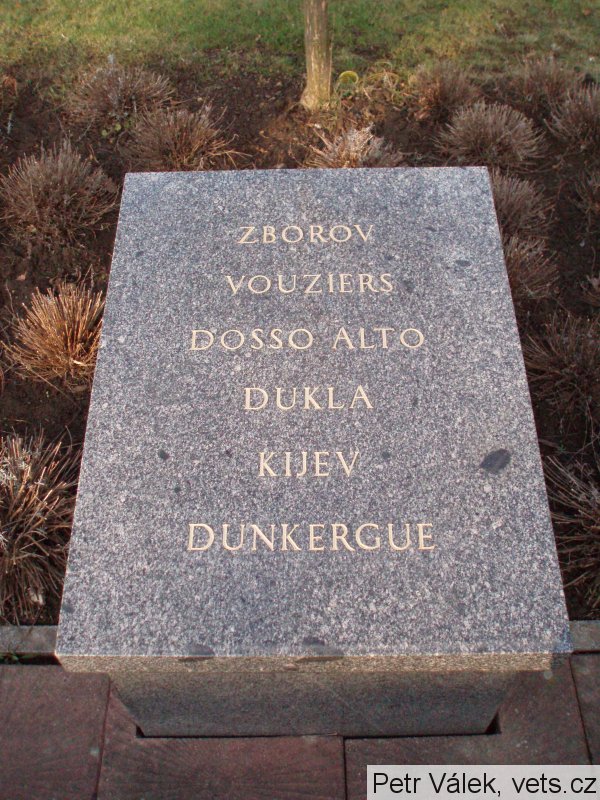 ZBOROV
VOUZIERS
DOSSO ALTO
DUKLA
KIJEV
DUNKERGUE
Petr Válek, vets.cz